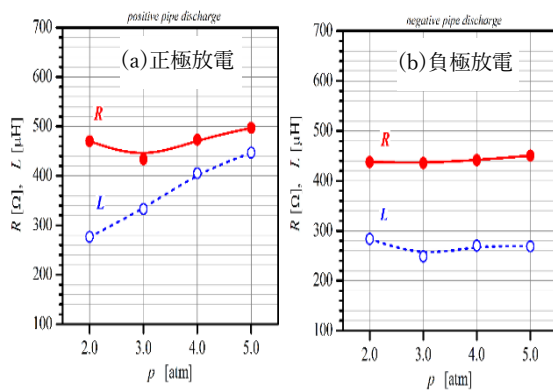 positive pipe discharge
(a)正極放電
R [Ω], L [μH]
700
600
500
400
300
200
100
R
L
2.0 3.0 4.0 5.0
p [atm]
negative pipe discharge
(b)負極放電
R [Ω], L [μH]
700
600
500
400
300
200
100
R
L
2.0 3.0 4.0 5.0
p [atm]